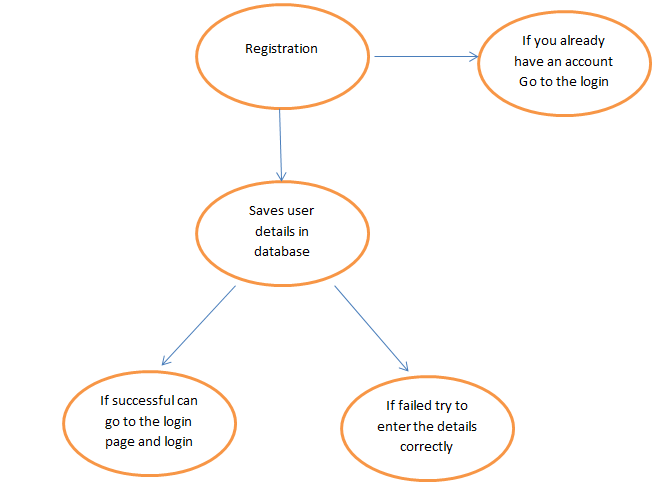 Registration
If you already
have an account
Go to the login
Saves user
details in
database
If successful can
go to the login
page and login
If failed try to
enter the details
correctly